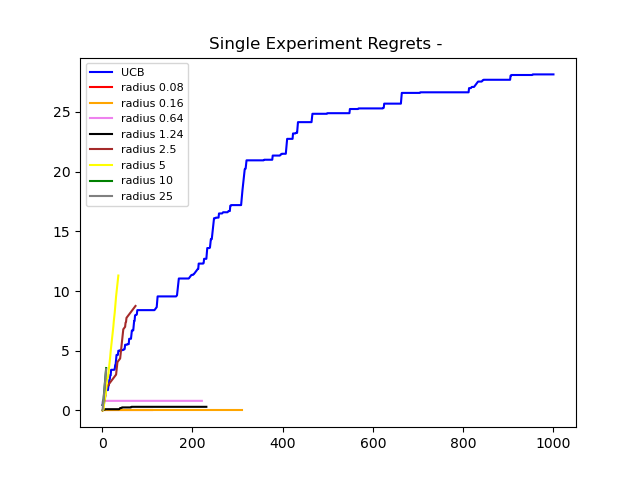 Single Experiment Regrets -
UCB
radius 0.08
radius 0.16
radius 0.64
radius 1.24
radius 2.5
radius 5
radius 10
radius 25
25
20
15
10
5
0
0 200 400 600 800 1000